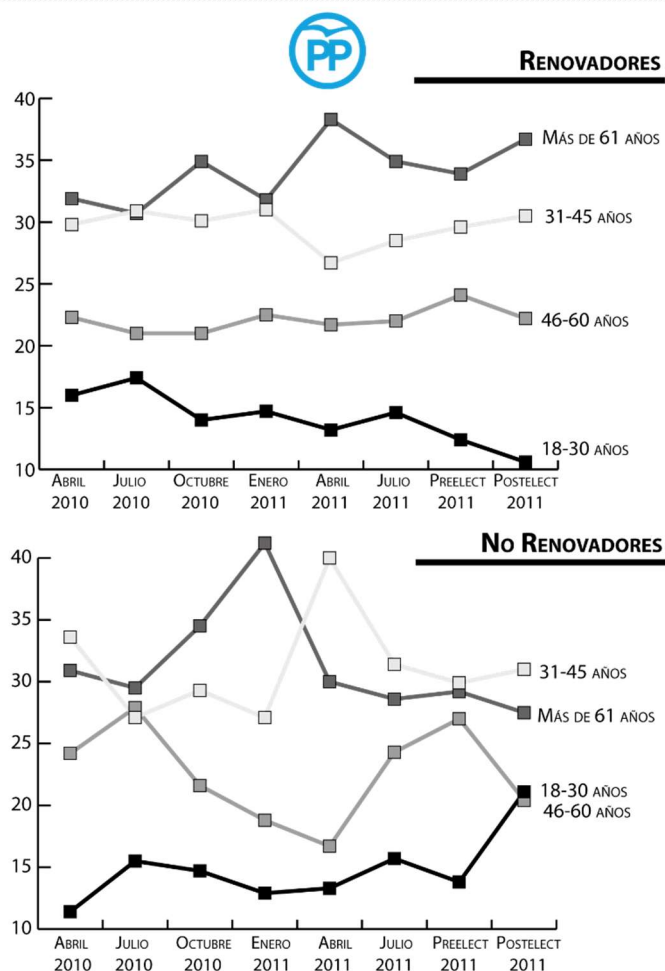 PP
RENOVADORES
40
35
30
25
20
15
10
MÁS DE 61 AÑOS
31-45 AÑOS
46-60 AÑOS
18-30 AÑOS
ABRIL 2010
JULIO 2010
OCTUBRE 2010
ENERO 2011
ABRIL 2011
JULIO 2011
PREELECT 2011
POSTELECT 2011
NO RENOVADORES
40
35
30
25
20
15
10
31-45 AÑOS
MÁS DE 61 AÑOS
18-30 AÑOS
46-60 AÑOS
ABRIL 2010
JULIO 2010
OCTUBRE 2010
ENERO 2011
ABRIL 2011
JULIO 2011
PREELECT 2011
POSTELECT 2011